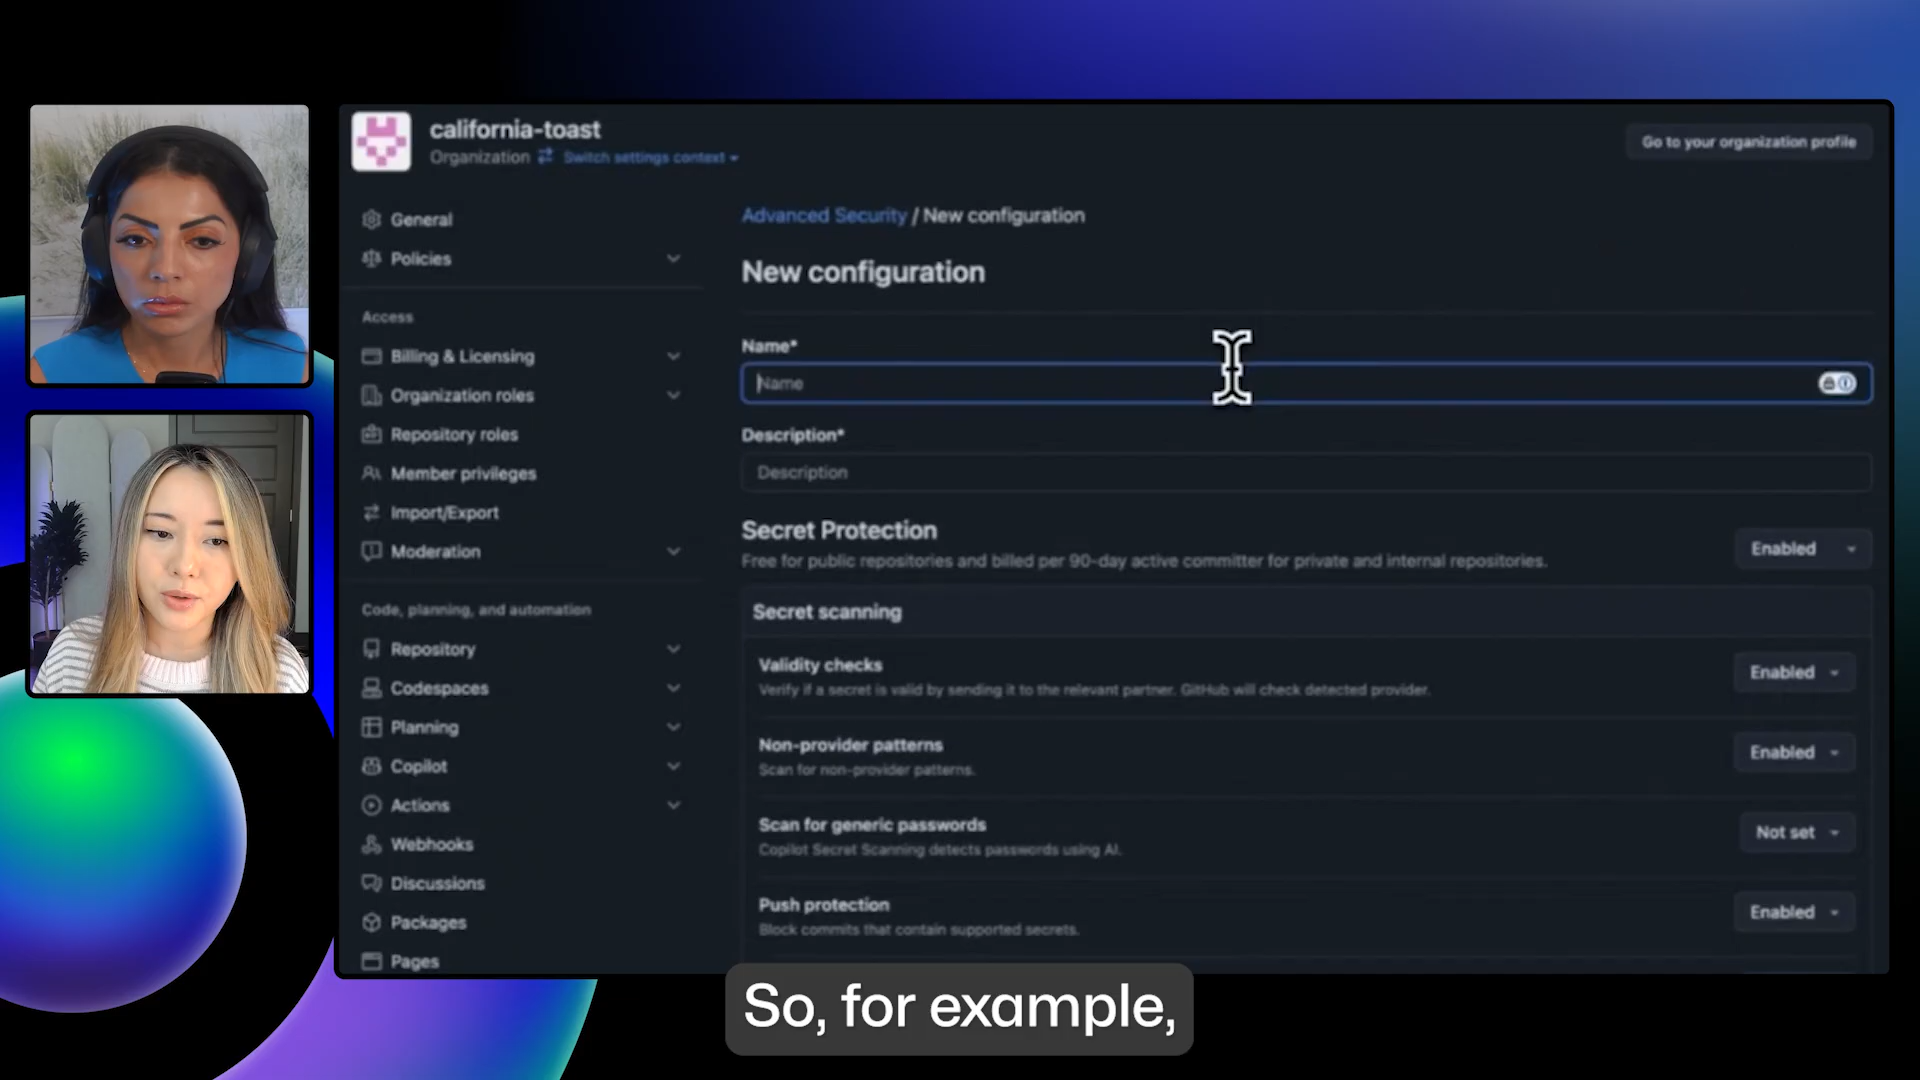 california-toast
Organization Switch settings context
Go to your organization profile
General
Policies
Access
Billing & Licensing
Organization roles
Repository roles
Member privileges
Import/Export
Moderation
Code, planning, and automation
Repository
Codespaces
Planning
Copilot
Actions
Webhooks
Discussions
Packages
Pages
Advanced Security / New configuration
New configuration
Name*
Name
Description*
Description
Secret Protection
Free for public repositories and billed per 90-day active committer for private and internal repositories.
Enabled
Secret scanning
Validity checks
Verify if a secret is valid by sending it to the relevant partner. GitHub will check detected provider.
Enabled
Non-provider patterns
Scan for non-provider patterns.
Enabled
Scan for generic passwords
Copilot Secret Scanning detects passwords using AI.
Not set
Push protection
Block commits that contain supported secrets.
Enabled
So, for example,